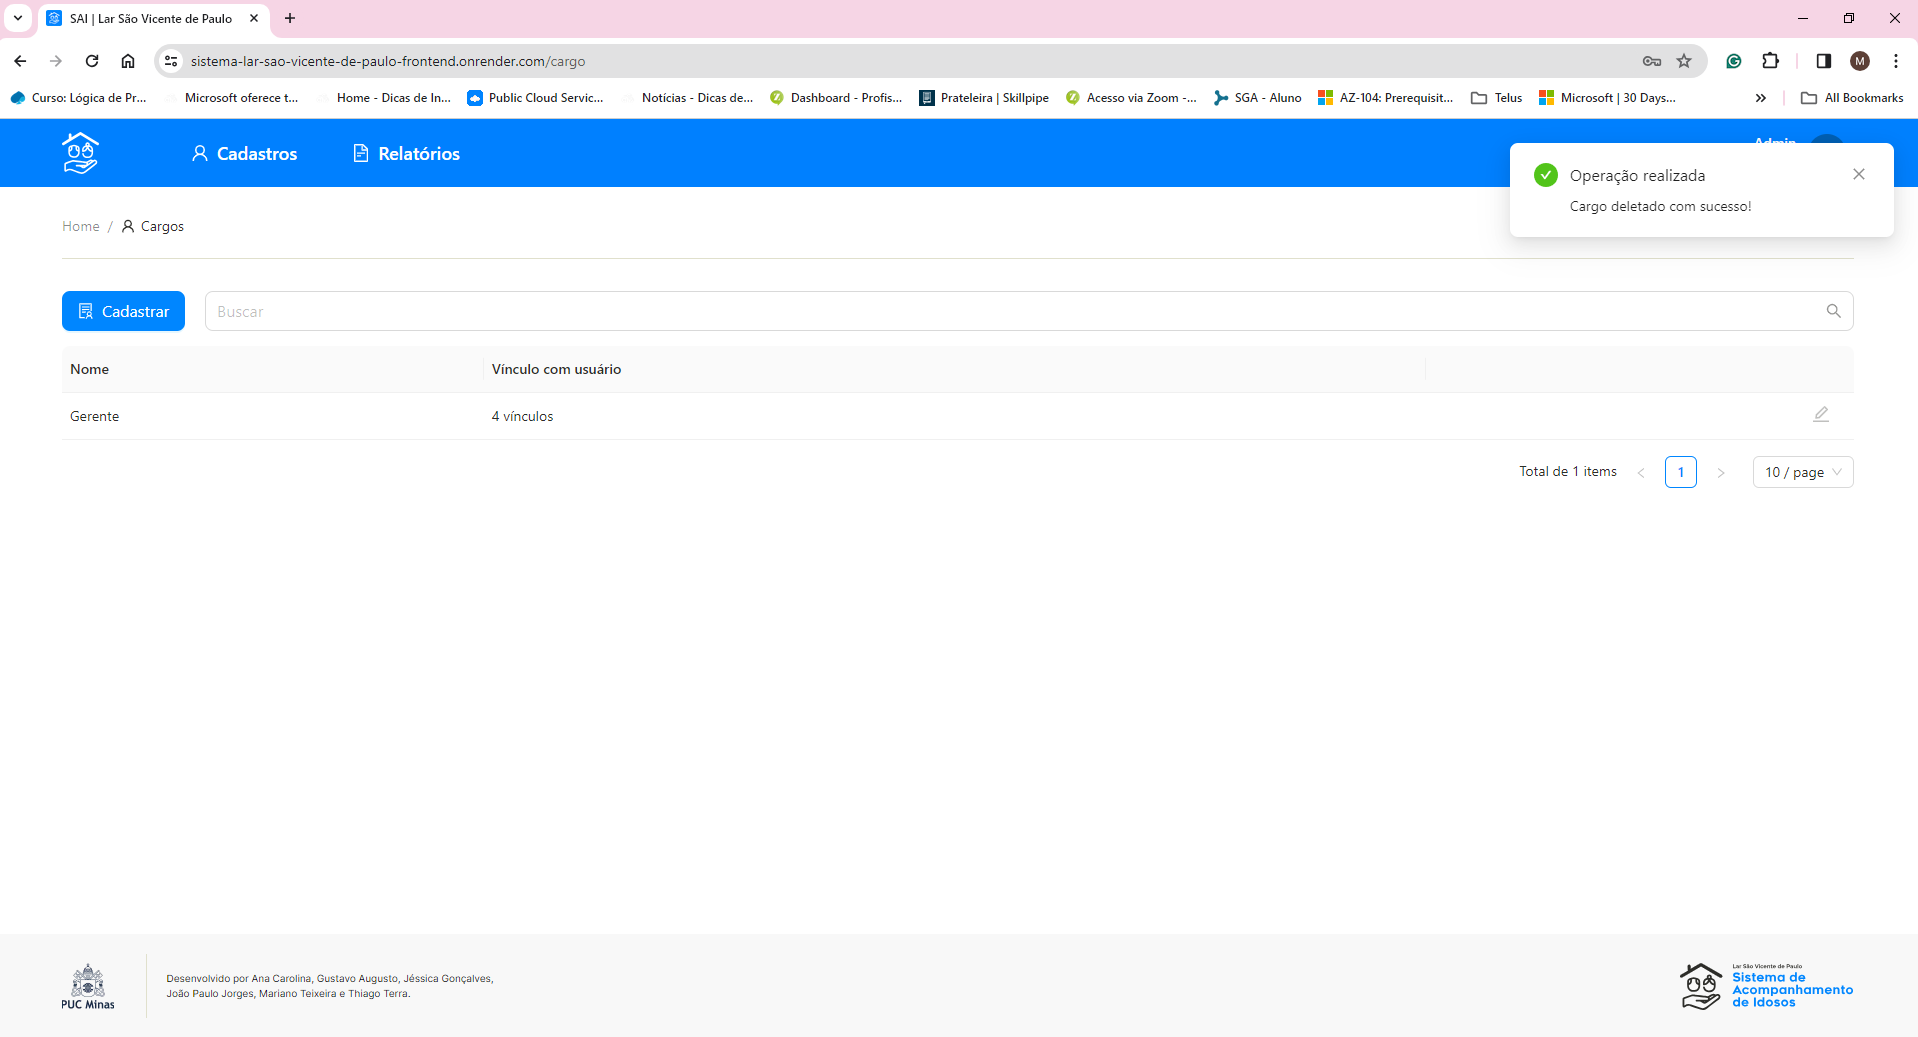 SAI | Lar São Vicente de Paulo
sistema-lar-sao-vicente-de-paulo-frontend.onrender.com/cargo
M
Curso: Lógica de Pr... Microsoft oferece t... Home - Dicas de In... Public Cloud Servic... Notícias - Dicas de... Dashboard - Profis... Prateleira | Skillpipe Acesso via Zoom -... SGA - Aluno AZ-104: Prerequisit... Telus Microsoft | 30 Days... All Bookmarks
Cadastros Relatórios Admin
Operação realizada
Cargo deletado com sucesso!
Home / Cargos
Cadastrar Buscar
Nome Vínculo com usuário
Gerente 4 vínculos
Total de 1 items < 1 > 10 / page
PUC Minas
Desenvolvido por Ana Carolina, Gustavo Augusto, Jéssica Gonçalves,
João Paulo Jorges, Mariano Teixeira e Thiago Terra.
Lar São Vicente de Paulo
Sistema de
Acompanhamento
de Idosos